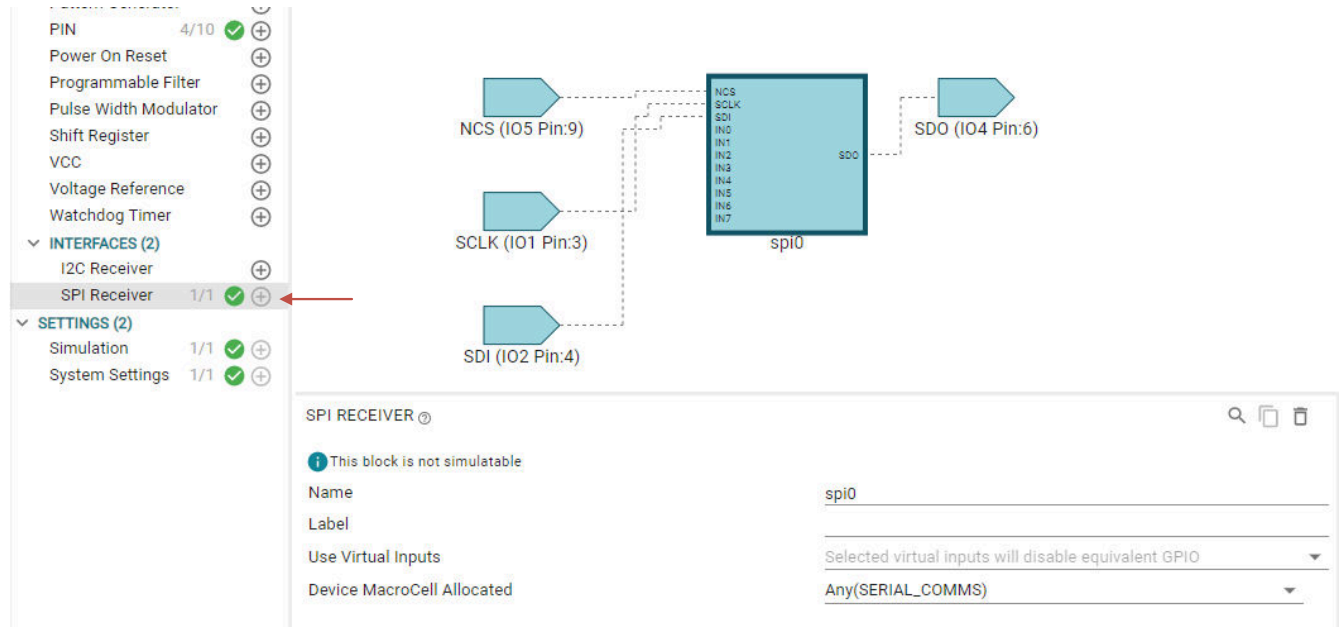 PIN 4/10
Power On Reset
Programmable Filter
Pulse Width Modulator
Shift Register
VCC
Voltage Reference
Watchdog Timer
INTERFACES (2)
I2C Receiver
SPI Receiver 1/1
SETTINGS (2)
Simulation 1/1
System Settings 1/1
NCS (IO5 Pin:9)
SCLK (IO1 Pin:3)
SDI (IO2 Pin:4)
NCS
SCLK
SDI
IN0
IN1
IN2
IN3
IN4
IN5
IN6
IN7
SDO
spi0
SDO (IO4 Pin:6)
SPI RECEIVER
This block is not simulatable
Name spi0
Label
Use Virtual Inputs Selected virtual inputs will disable equivalent GPIO
Device MacroCell Allocated Any(SERIAL_COMMS)